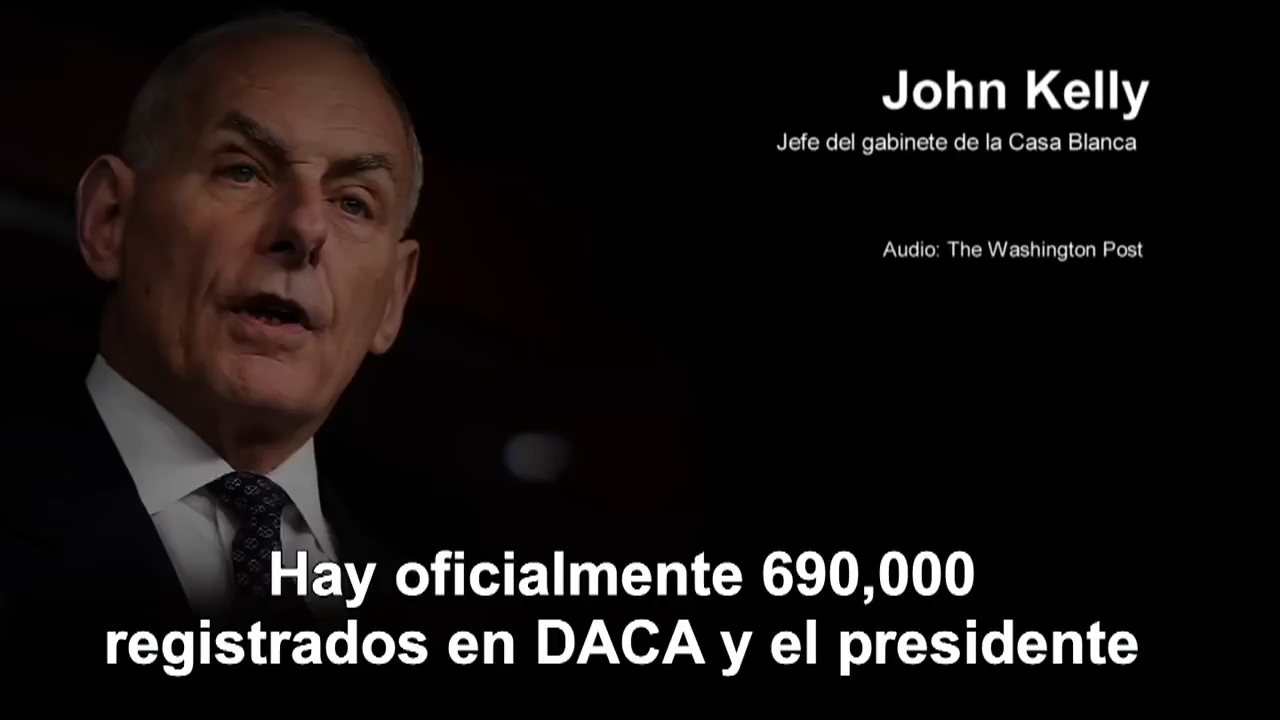 John Kelly
Jefe del gabinete de la Casa Blanca
Audio: The Washington Post
Hay oficialmente 690,000
registrados en DACA y el presidente